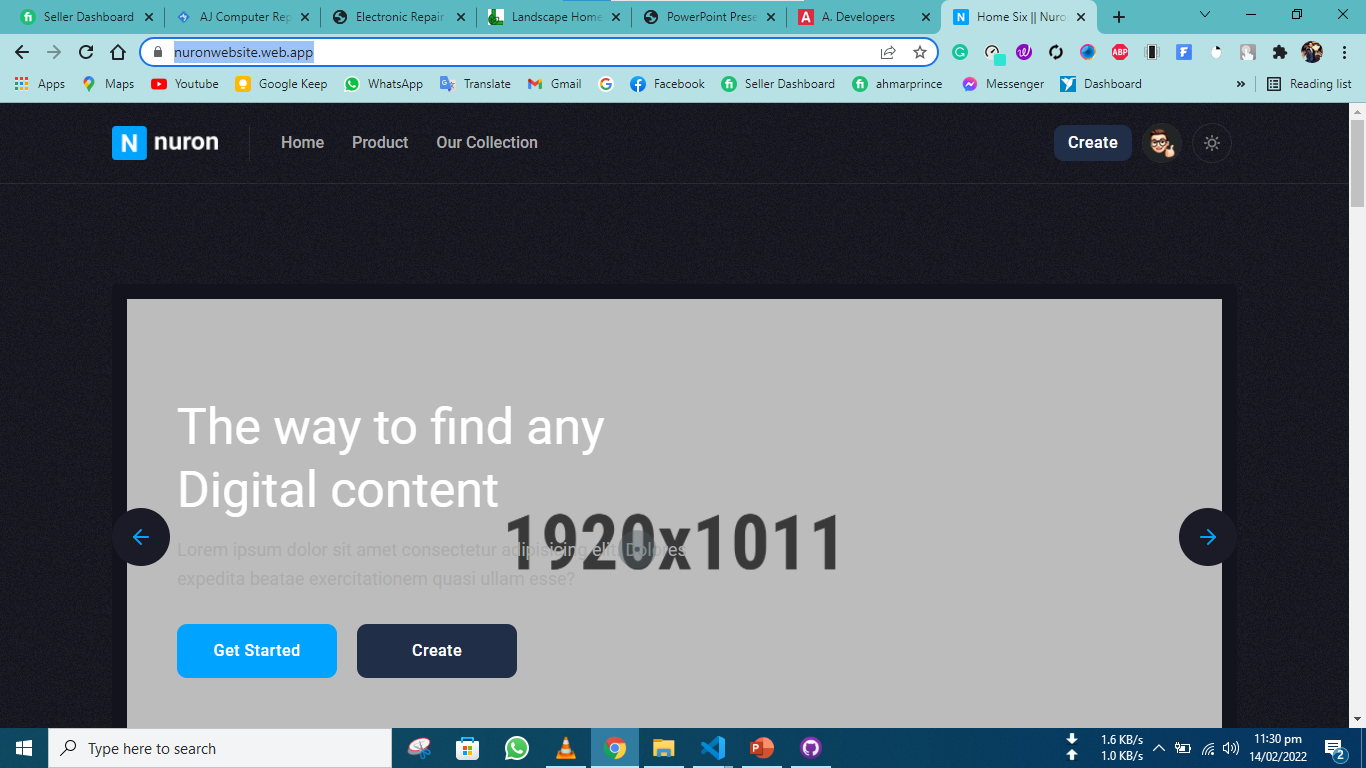 Seller Dashboard
AJ Computer Rep
Electronic Repair
Landscape Home
PowerPoint Prese
A. Developers
Home Six || Nuro
nuronwebsite.web.app
Apps
Maps
Youtube
Google Keep
WhatsApp
Translate
Gmail
Facebook
Seller Dashboard
ahmarprince
Messenger
Dashboard
»
Reading list
N nuron
Home
Product
Our Collection
Create
The way to find any
Digital content
1920x1011
Lorem ipsum dolor sit amet consectetur adipisicing elit. Dolores
expedita beatae exercitationem quasi ullam esse?
Get Started
Create
Type here to search
1.6 KB/s
1.0 KB/s
11:30 pm
14/02/2022
2